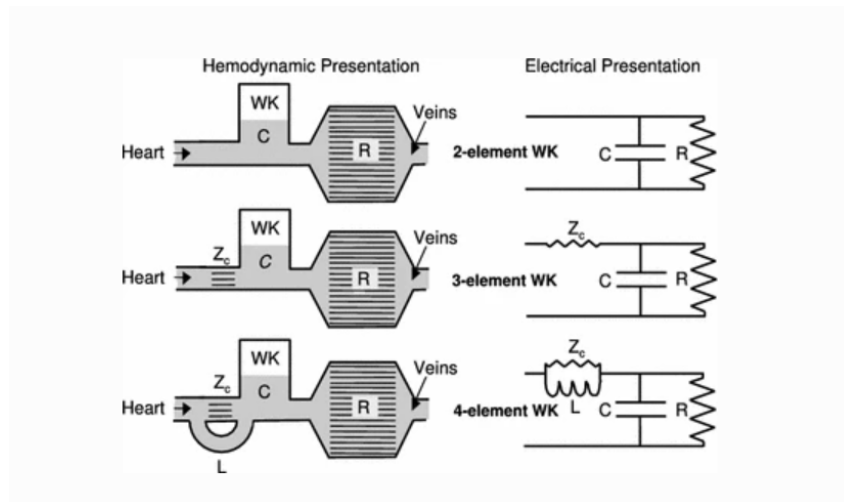 Hemodynamic Presentation
Electrical Presentation
WK
C
R
Veins
Heart
2-element WK
C
R
WK
Zc
C
R
Veins
Heart
3-element WK
Zc
C
R
WK
Zc
C
R
Veins
Heart
L
4-element WK
Zc
L
C
R